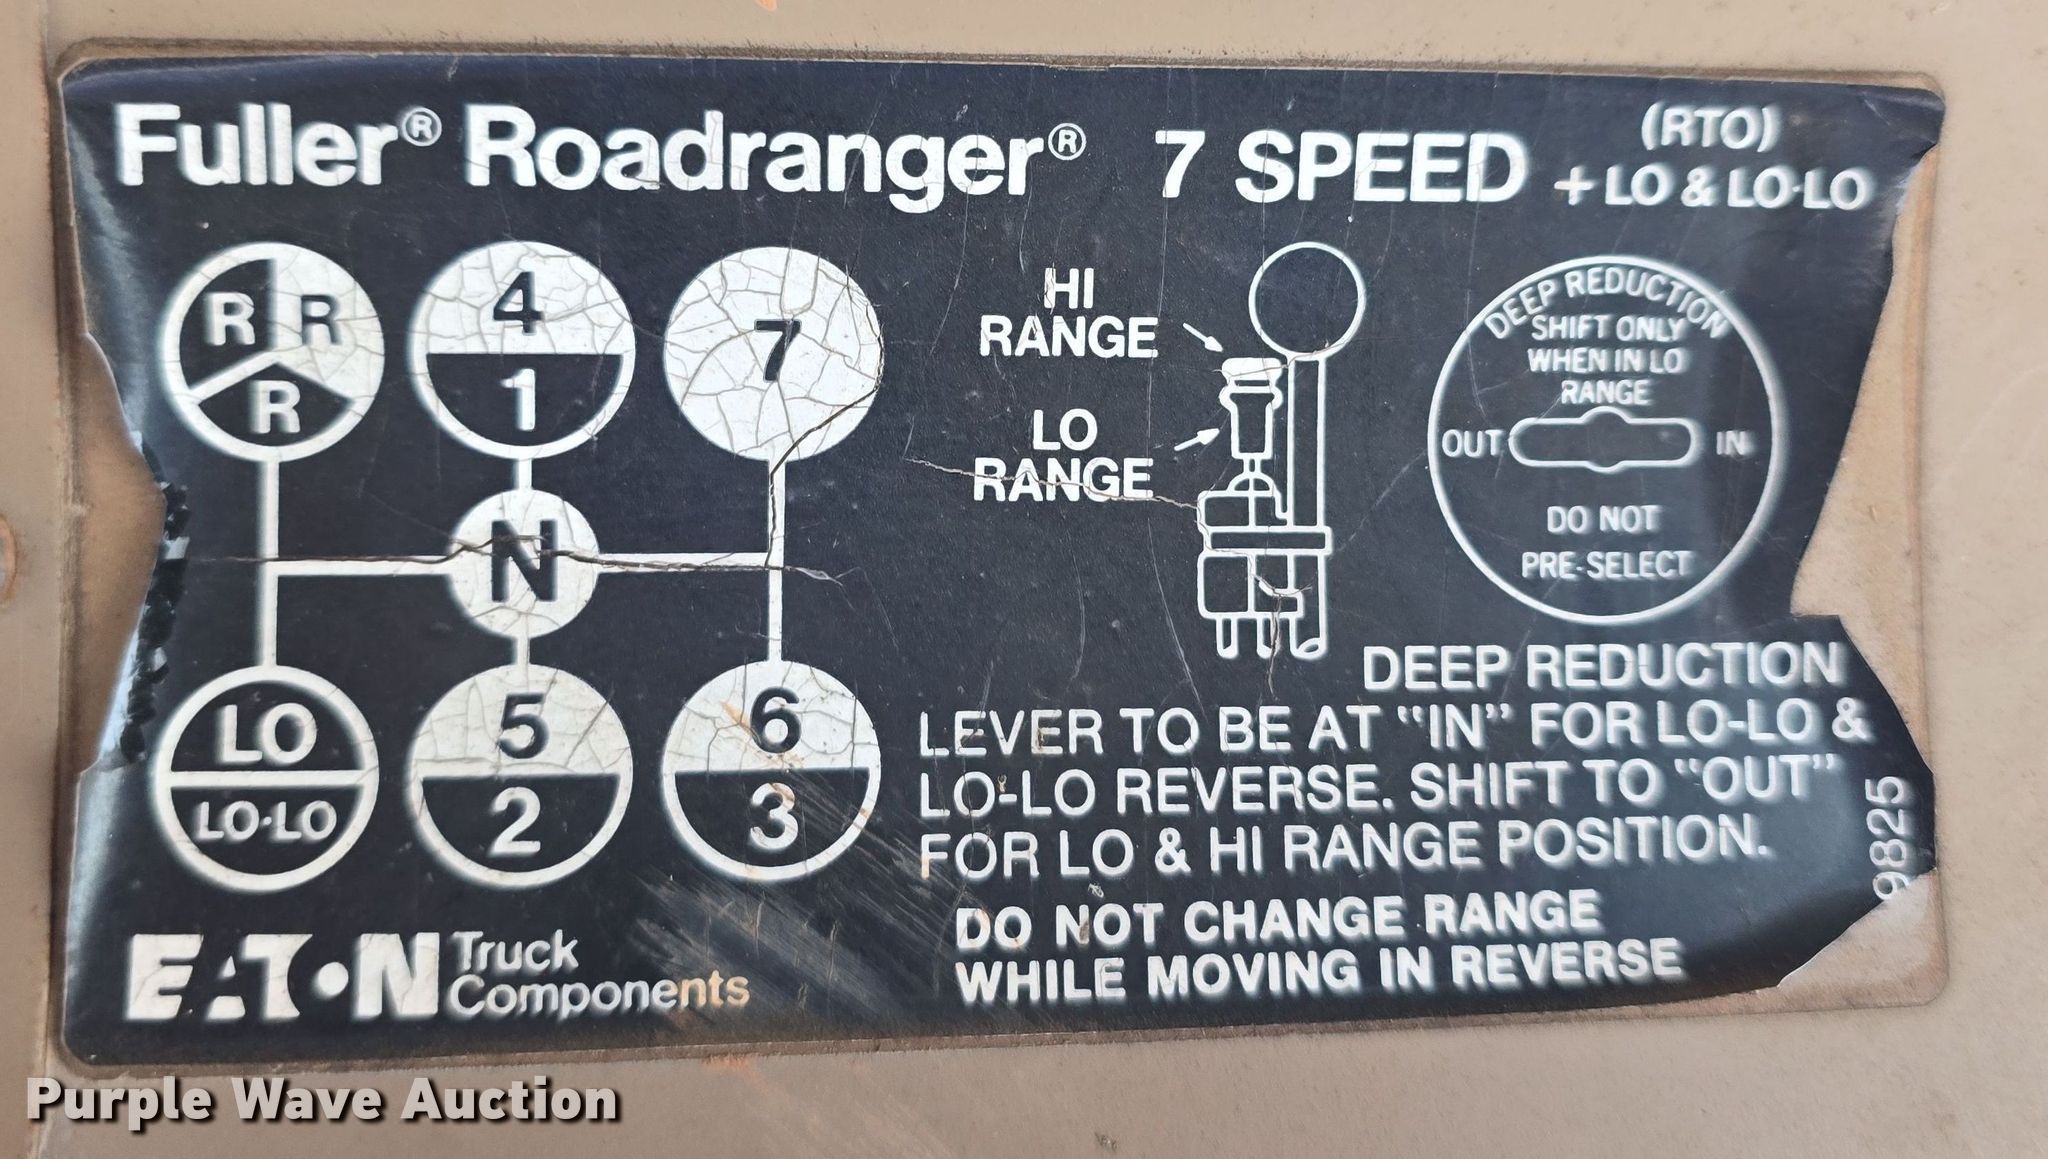 Fuller® Roadranger® 7 SPEED (RTO)
+ LO & LO-LO
R R
R
4
1
7
N
LO
LO-LO
5
2
6
3
HI
RANGE
LO
RANGE
DEEP REDUCTION
SHIFT ONLY
WHEN IN LO
RANGE
OUT IN
DO NOT
PRE-SELECT
DEEP REDUCTION
LEVER TO BE AT "IN" FOR LO-LO &
LO-LO REVERSE. SHIFT TO "OUT"
FOR LO & HI RANGE POSITION.
DO NOT CHANGE RANGE
WHILE MOVING IN REVERSE
9825
EATON Truck
Components
Purple Wave Auction